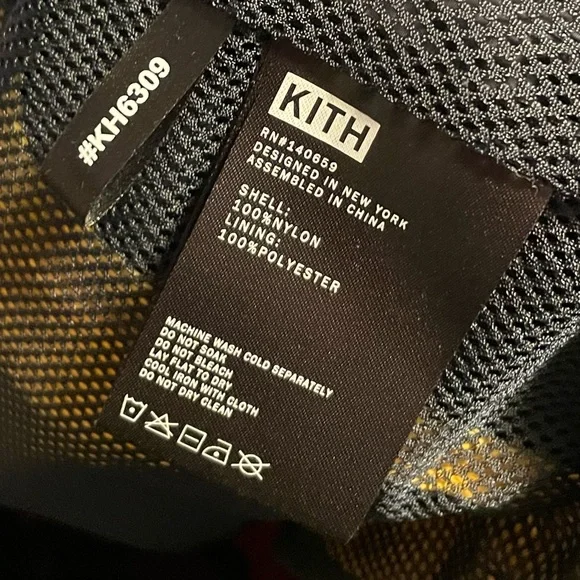 #KH6309
KITH
RN#140659
DESIGNED IN NEW YORK
ASSEMBLED IN CHINA
SHELL:
100%NYLON
LINING:
100%POLYESTER
MACHINE WASH COLD SEPARATELY
DO NOT SOAK
DO NOT BLEACH
LAY FLAT TO DRY
COOL IRON WITH CLOTH
DO NOT DRY CLEAN